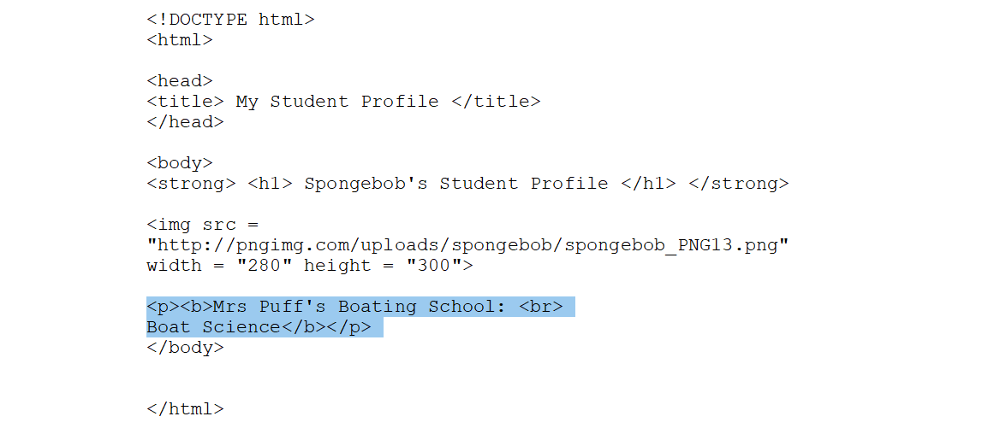 <!DOCTYPE html>
<html>
<head>
<title> My Student Profile </title>
</head>
<body>
<strong> <h1> Spongebob's Student Profile </h1> </strong>
<img src =
"http://pngimg.com/uploads/spongebob/spongebob_PNG13.png"
width = "280" height = "300">
<p><b>Mrs Puff's Boating School: <br>
Boat Science</b></p>
</body>
</html>